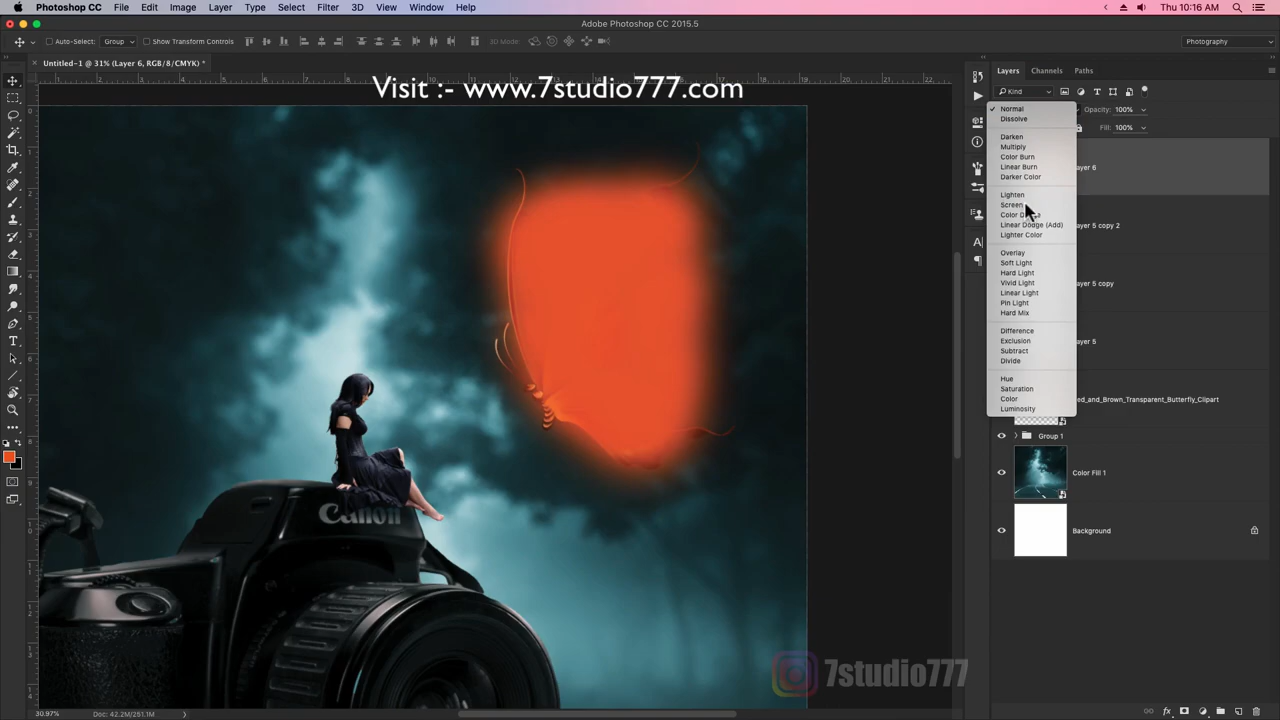 Photoshop CC File Edit Image Layer Type Select Filter 3D View Window Help Thu 10:16 AM
Adobe Photoshop CC 2015.5
Auto-Select: Group Show Transform Controls 3D Mode: Photography
Untitled-1 @ 31% (Layer 6, RGB/8/CMYK) *
Layers Channels Paths
Visit :- www.7studio777.com
Kind
Normal
Opacity: 100%
Dissolve
Fill: 100%
Darken
Multiply
Color Burn
Linear Burn
Darker Color
Lighten
Screen
Linear Dodge (Add)
Lighter Color
Overlay
Soft Light
Hard Light
Vivid Light
Linear Light
Pin Light
Hard Mix
Difference
Exclusion
Subtract
Divide
Hue
Saturation
Color
Luminosity
ayer 6
ayer 5 copy 2
ayer 5 copy
ayer 5
ed_and_Brown_Transparent_Butterfly_Clipart
Group 1
Color Fill 1
Background
Canon
7studio777
30.97% Doc: 42.2M/251.1M